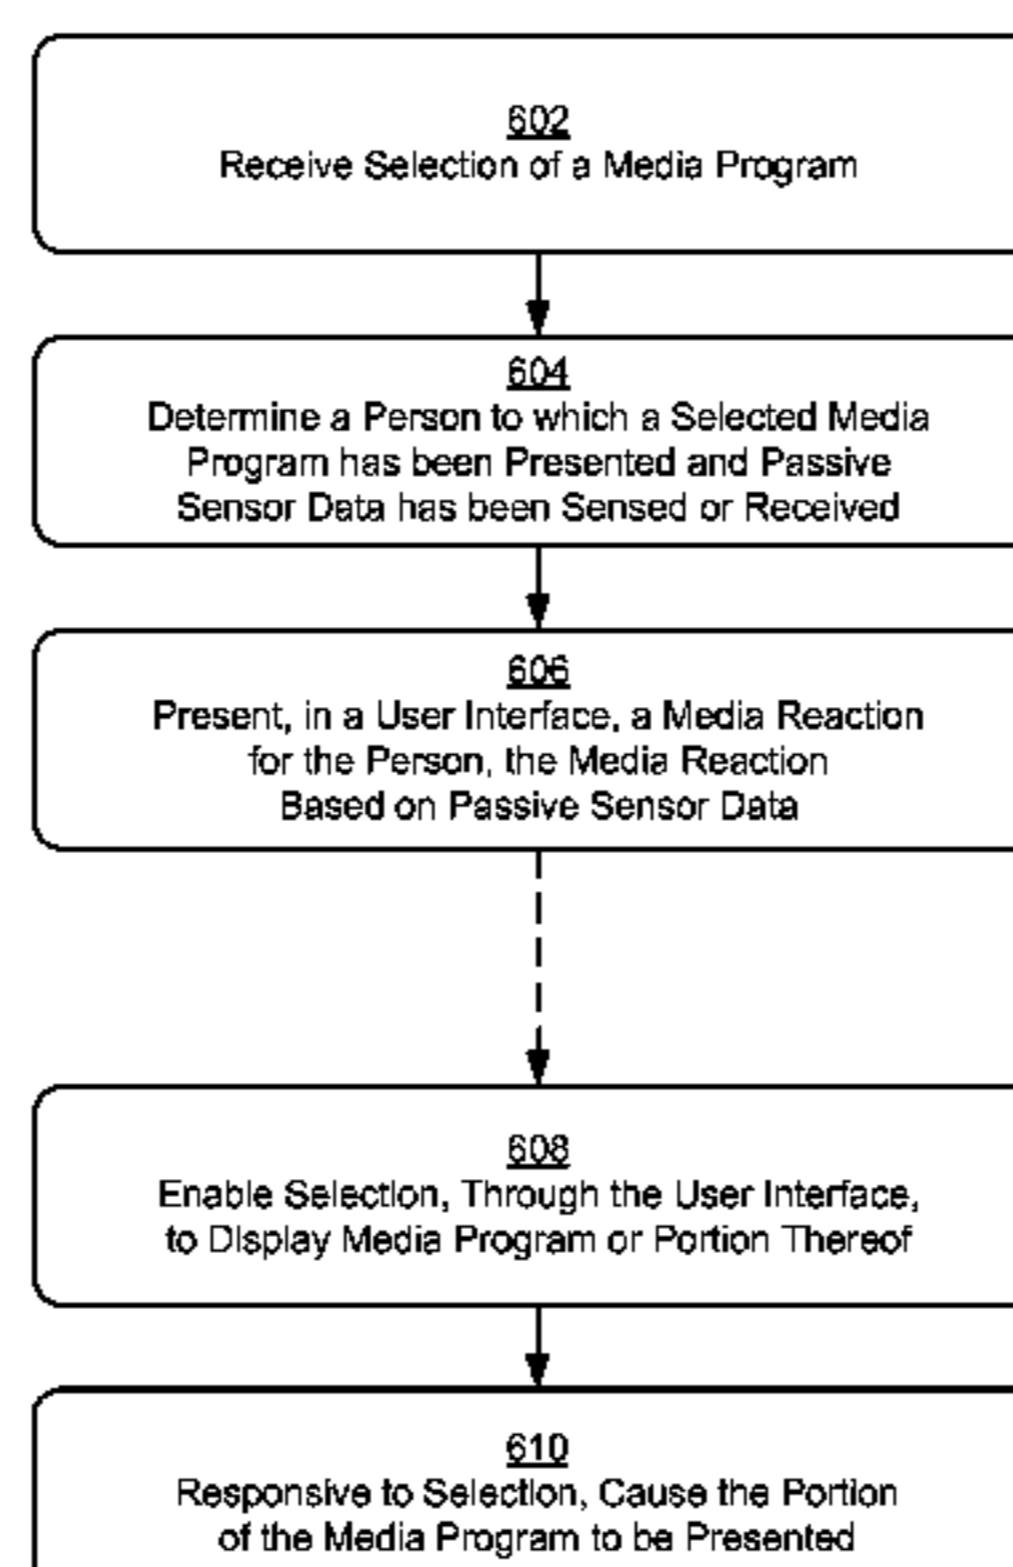 602
Receive Selection of a Media Program
604
Determine a Person to which a Selected Media
Program has been Presented and Passive
Sensor Data has been Sensed or Received
606
Present, in a User Interface, a Media Reaction
for the Person, the Media Reaction
Based on Passive Sensor Data
608
Enable Selection, Through the User Interface,
to Display Media Program or Portion Thereof
610
Responsive to Selection, Cause the Portion
of the Media Program to be Presented